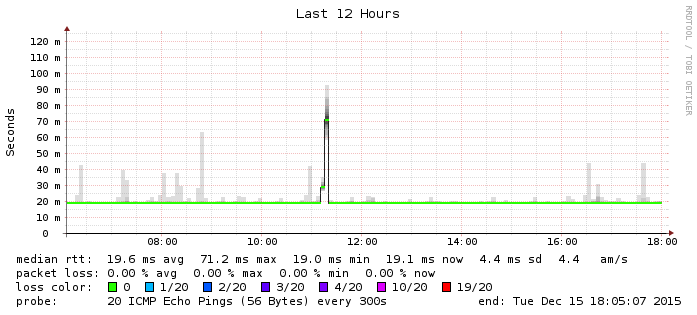 Last 12 Hours
RRDTOOL / TOBI OETIKER
Seconds
120 m
110 m
100 m
90 m
80 m
70 m
60 m
50 m
40 m
30 m
20 m
10 m
0
08:00 10:00 12:00 14:00 16:00 18:00
median rtt: 19.6 ms avg 71.2 ms max 19.0 ms min 19.1 ms now 4.4 ms sd 4.4 am/s
packet loss: 0.00 % avg 0.00 % max 0.00 % min 0.00 % now
loss color: 0 1/20 2/20 3/20 4/20 10/20 19/20
probe: 20 ICMP Echo Pings (56 Bytes) every 300s end: Tue Dec 15 18:05:07 2015